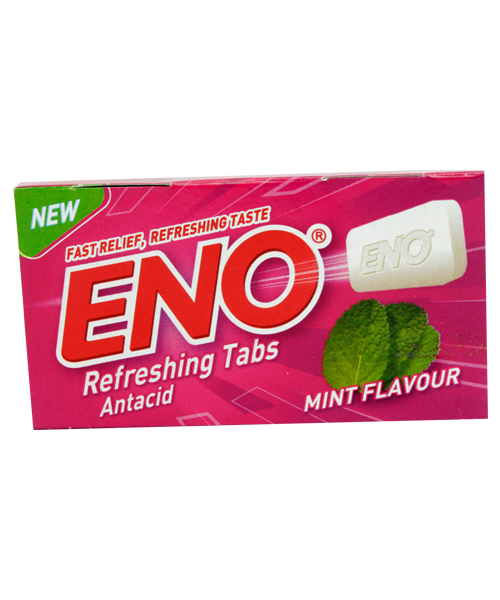 NEW
FAST RELIEF, REFRESHING TASTE
ENO®
ENO
Refreshing Tabs
Antacid
MINT FLAVOUR